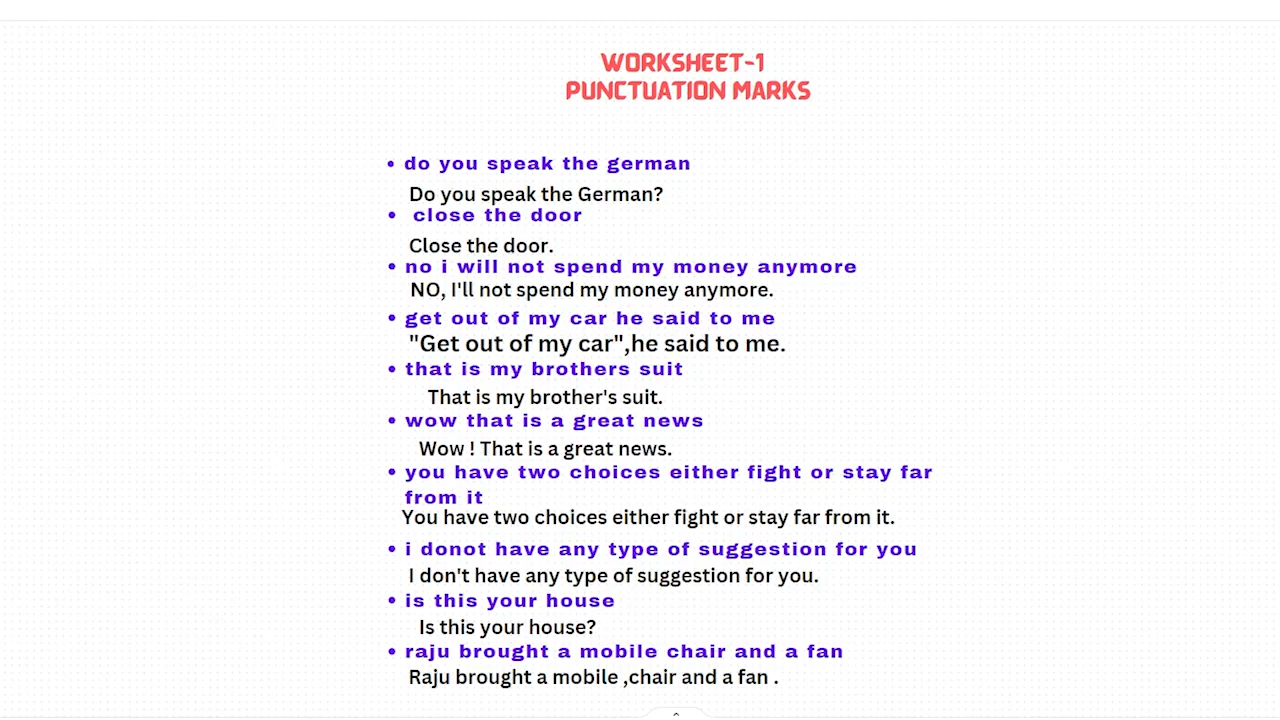 WORKSHEET-1
PUNCTUATION MARKS
• do you speak the german
Do you speak the German?
• close the door
Close the door.
• no i will not spend my money anymore
NO, I'll not spend my money anymore.
• get out of my car he said to me
"Get out of my car",he said to me.
• that is my brothers suit
That is my brother's suit.
• wow that is a great news
Wow ! That is a great news.
• you have two choices either fight or stay far
from it
You have two choices either fight or stay far from it.
• i donot have any type of suggestion for you
I don't have any type of suggestion for you.
• is this your house
Is this your house?
• raju brought a mobile chair and a fan
Raju brought a mobile ,chair and a fan .